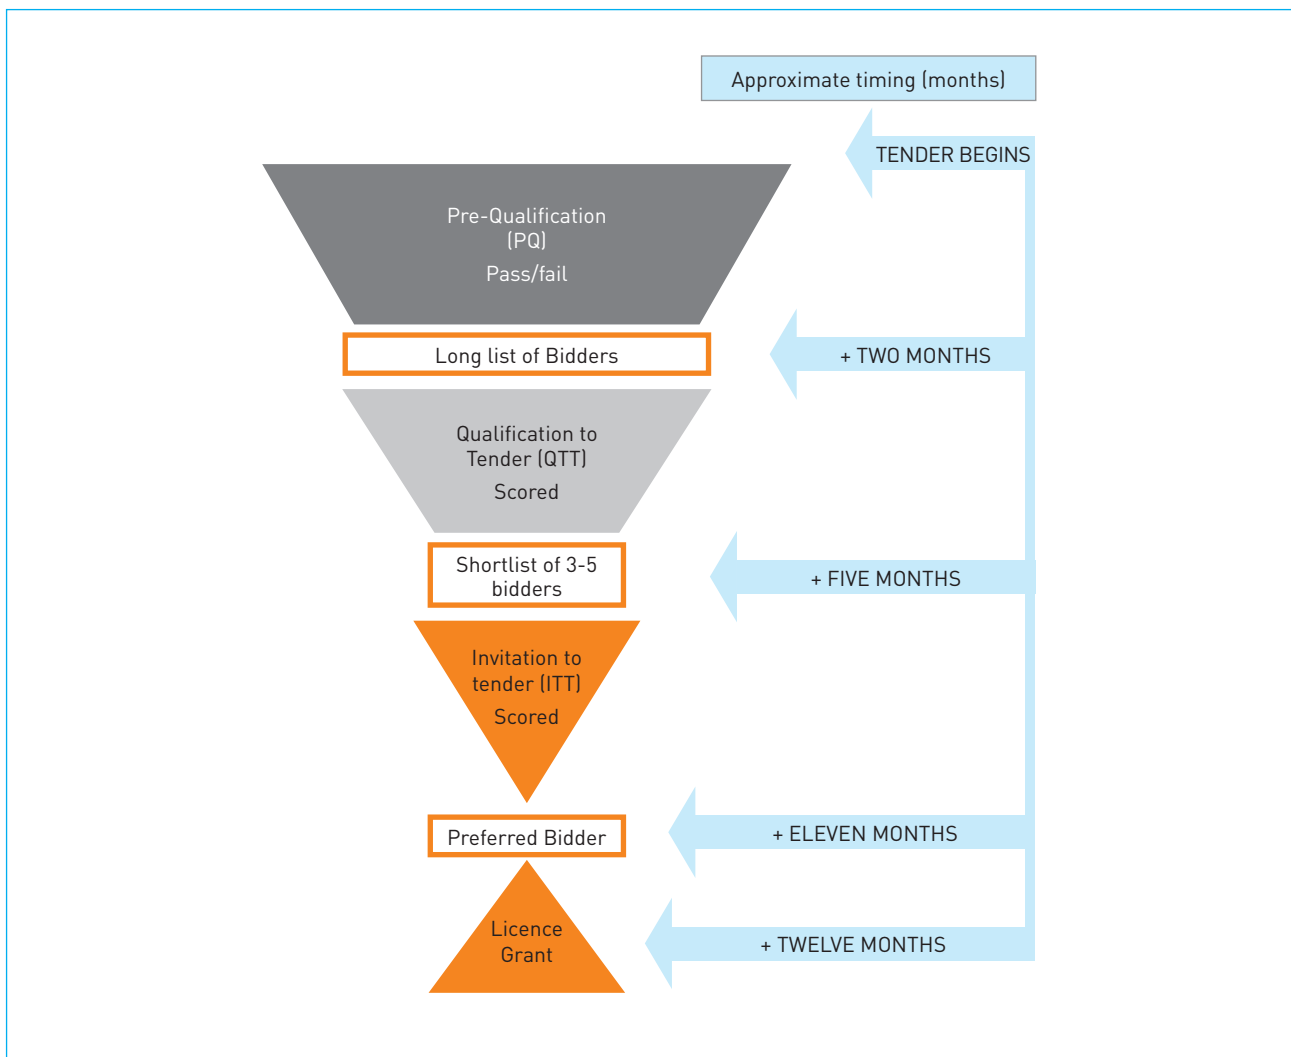 Approximate timing (months)
TENDER BEGINS
Pre-Qualification
(PQ)
Pass/fail
Long list of Bidders
+ TWO MONTHS
Qualification to
Tender (QTT)
Scored
Shortlist of 3-5
bidders
+ FIVE MONTHS
Invitation to
tender (ITT)
Scored
Preferred Bidder
+ ELEVEN MONTHS
Licence
Grant
+ TWELVE MONTHS